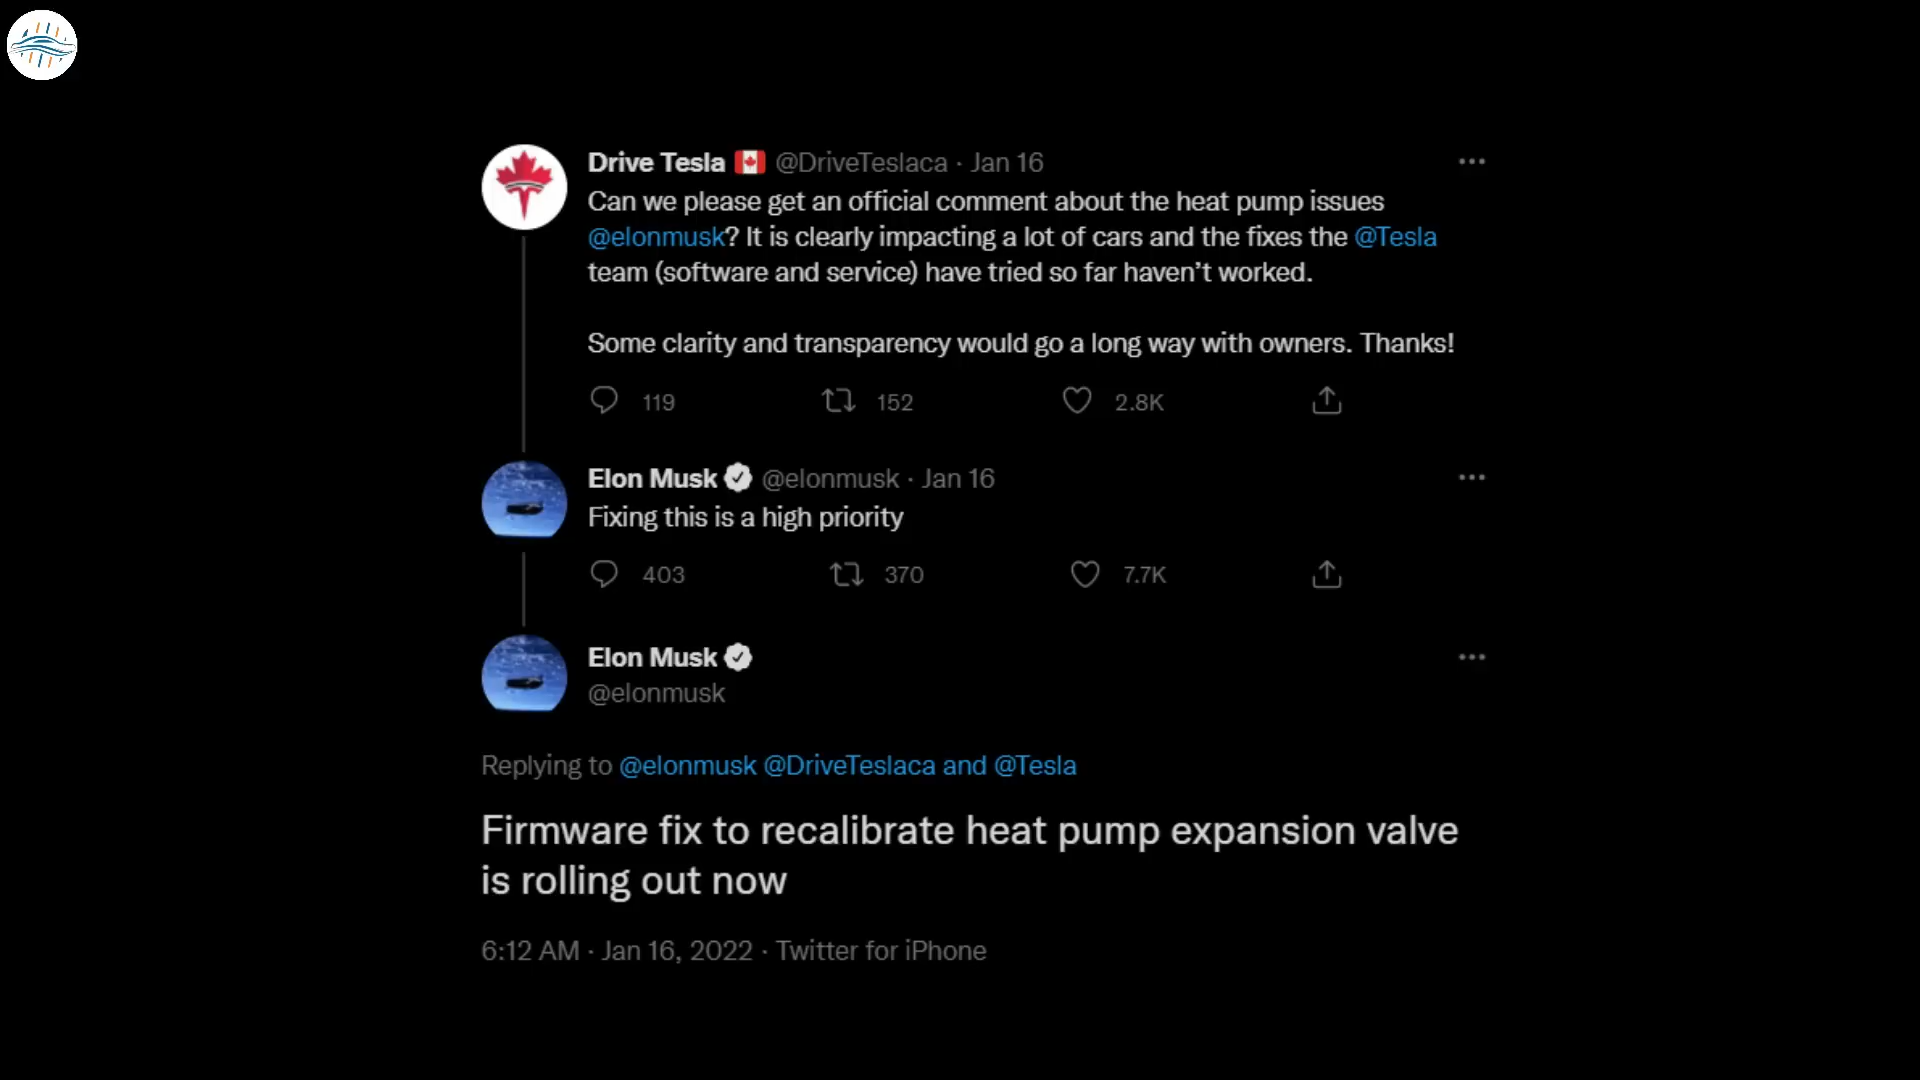 Drive Tesla 🇨🇦 @DriveTeslaca · Jan 16
Can we please get an official comment about the heat pump issues
@elonmusk? It is clearly impacting a lot of cars and the fixes the @Tesla
team (software and service) have tried so far haven’t worked.
Some clarity and transparency would go a long way with owners. Thanks!
119 152 2.8K
Elon Musk @elonmusk · Jan 16
Fixing this is a high priority
403 370 7.7K
Elon Musk
@elonmusk
Replying to @elonmusk @DriveTeslaca and @Tesla
Firmware fix to recalibrate heat pump expansion valve
is rolling out now
6:12 AM · Jan 16, 2022 · Twitter for iPhone